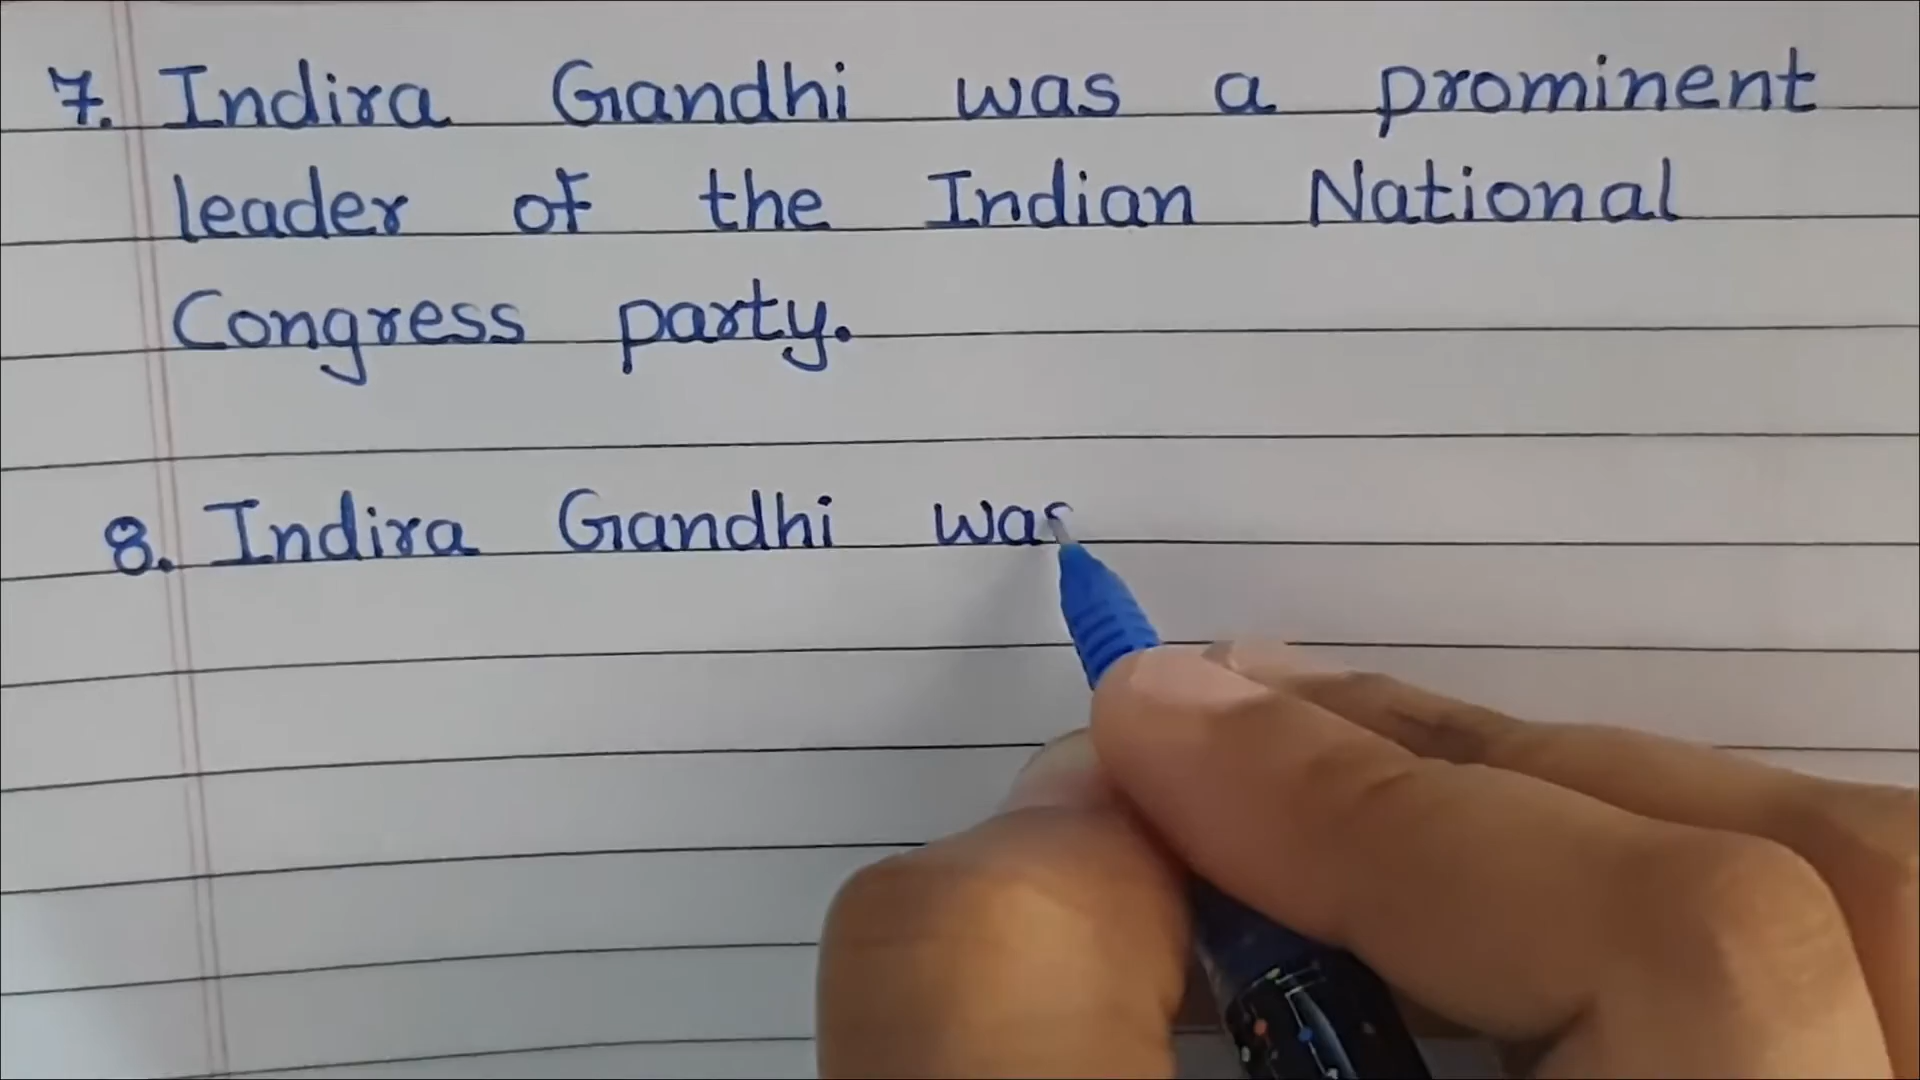 7. Indira Gandhi was a prominent
leader of the Indian National
Congress party.
8. Indira Gandhi was